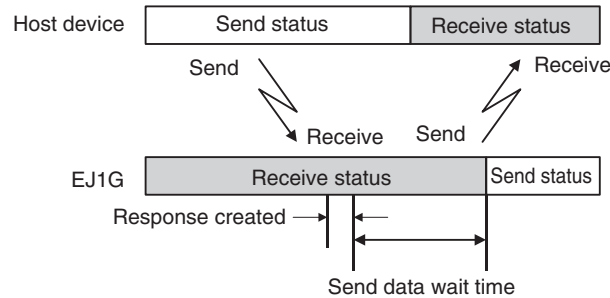 Host device
Send status
Receive status
Send
Receive
Receive
Send
EJ1G
Receive status
Send status
Response created
Send data wait time